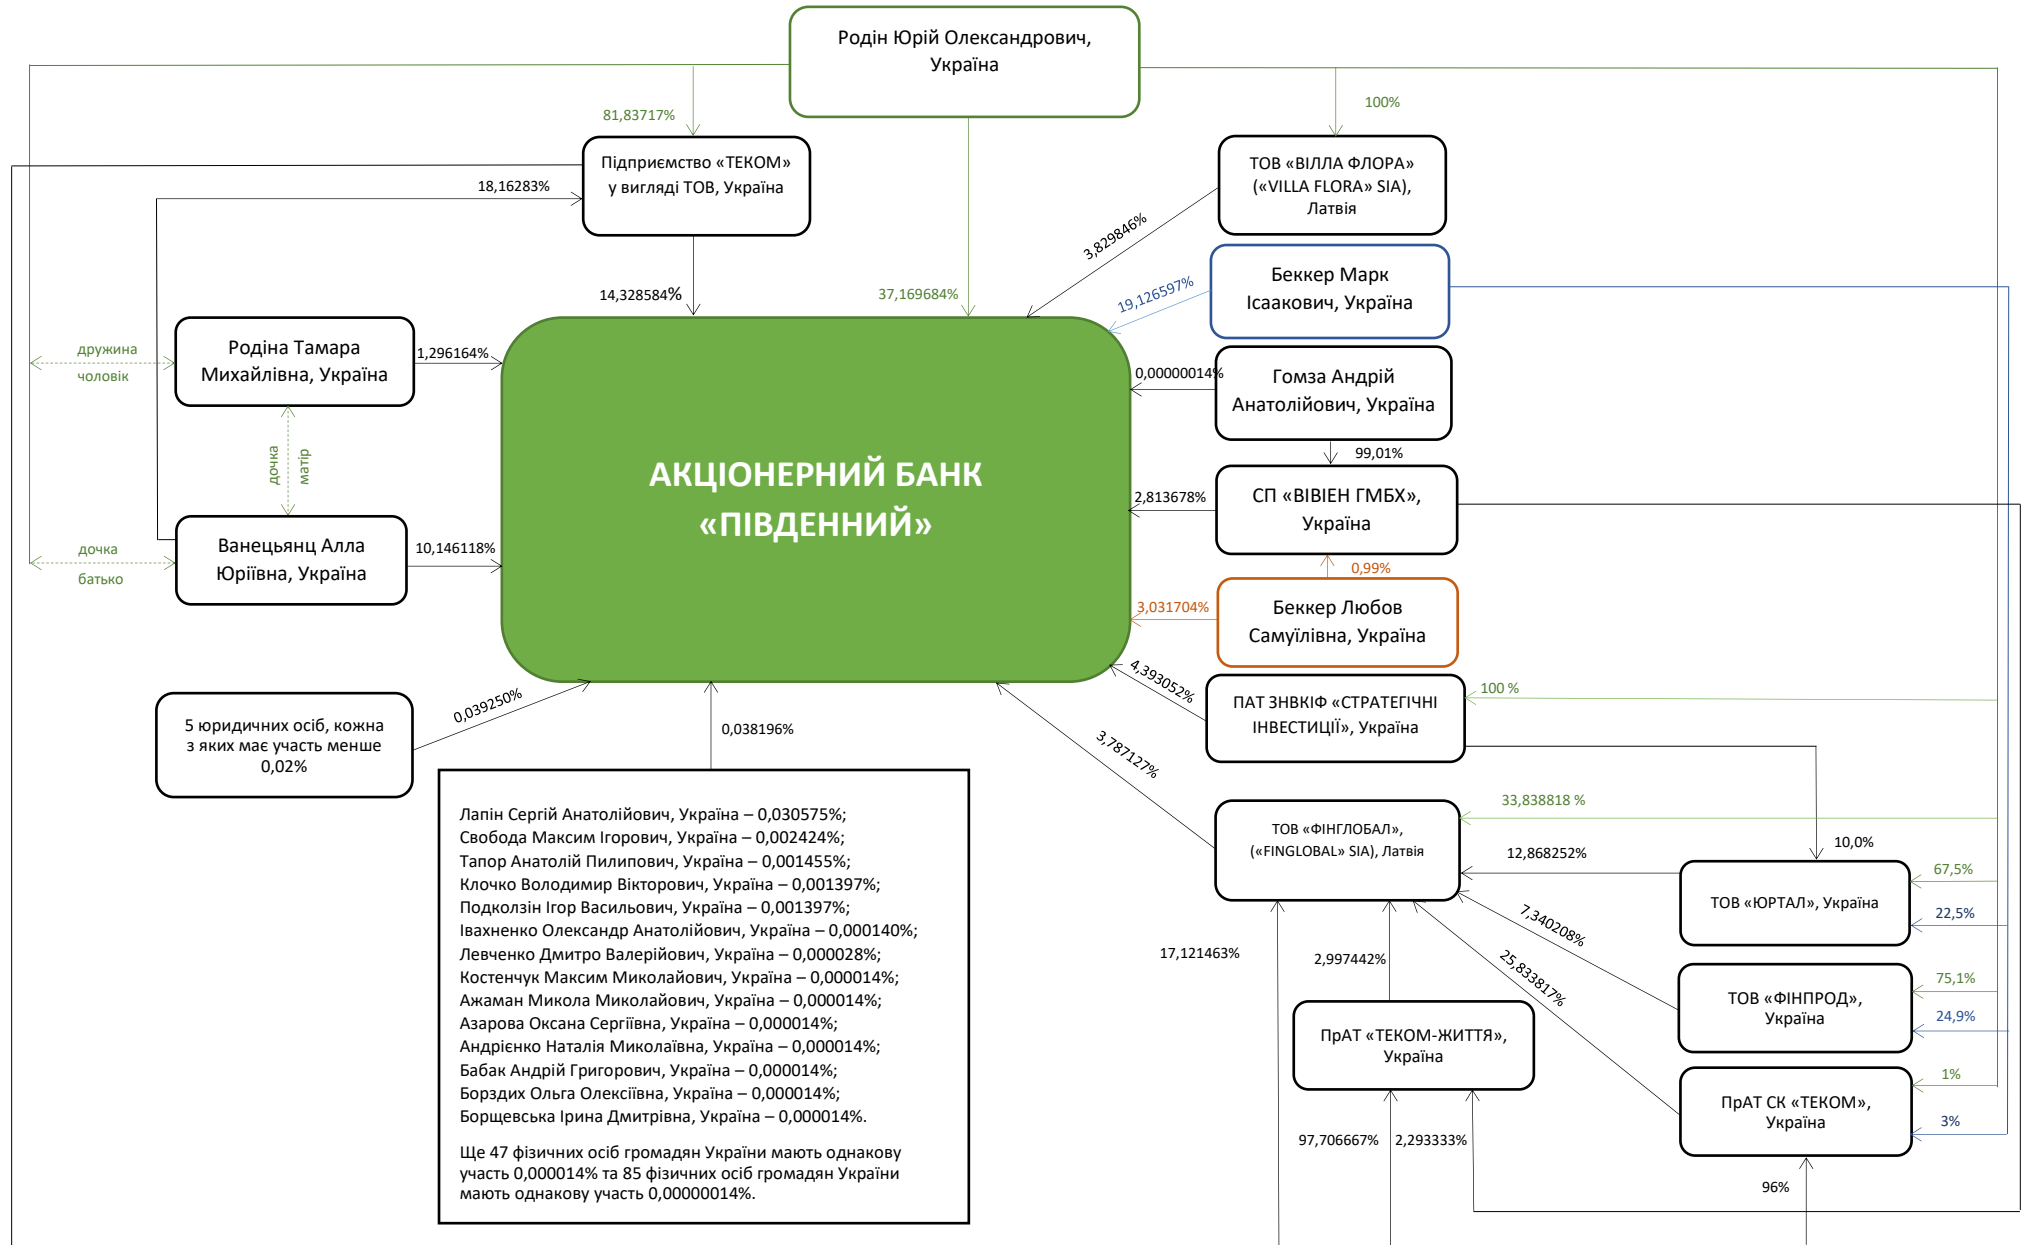 Родін Юрій Олександрович,
Україна
81,83717%
100%
Підприємство «ТЕКОМ»
у вигляді ТОВ, Україна
18,16283%
ТОВ «ВІЛЛА ФЛОРА»
(«VILLA FLORA» SIA),
Латвія
3,829846%
14,328584%
37,169684%
19,126597%
Беккер Марк
Ісаакович, Україна
дружина
чоловік
Родіна Тамара
Михайлівна, Україна
1,296164%
0,00000014%
Гомза Андрій
Анатолійович, Україна
99,01%
дочка
матір
АКЦІОНЕРНИЙ БАНК
«ПІВДЕННИЙ»
2,813678%
СП «ВІВІЕН ГМБХ»,
Україна
дочка
батько
Ванецьянц Алла
Юріївна, Україна
10,146118%
0,99%
3,031704%
Беккер Любов
Самуїлівна, Україна
4,393052%
ПАТ ЗНВКІФ «СТРАТЕГІЧНІ
ІНВЕСТИЦІЇ», Україна
100 %
5 юридичних осіб, кожна
з яких має участь менше
0,02%
0,039250%
0,038196%
3,787127%
ТОВ «ФІНГЛОБАЛ»,
(«FINGLOBAL» SIA), Латвія
33,838818 %
10,0%
12,868252%
ТОВ «ЮРТАЛ», Україна
67,5%
22,5%
7,340208%
25,833817%
17,121463%
2,997442%
ТОВ «ФІНПРОД»,
Україна
75,1%
24,9%
ПрАТ «ТЕКОМ-ЖИТТЯ»,
Україна
ПрАТ СК «ТЕКОМ»,
Україна
1%
3%
97,706667%
2,293333%
96%
Лапін Сергій Анатолійович, Україна – 0,030575%;
Свобода Максим Ігорович, Україна – 0,002424%;
Тапор Анатолій Пилипович, Україна – 0,001455%;
Клочко Володимир Вікторович, Україна – 0,001397%;
Подколзін Ігор Васильович, Україна – 0,001397%;
Івахненко Олександр Анатолійович, Україна – 0,000140%;
Левченко Дмитро Валерійович, Україна – 0,000028%;
Костенчук Максим Миколайович, Україна – 0,000014%;
Ажаман Микола Миколайович, Україна – 0,000014%;
Азарова Оксана Сергіївна, Україна – 0,000014%;
Андрієнко Наталія Миколаївна, Україна – 0,000014%;
Бабак Андрій Григорович, Україна – 0,000014%;
Борздих Ольга Олексіївна, Україна – 0,000014%;
Борщевська Ірина Дмитрівна, Україна – 0,000014%.
Ще 47 фізичних осіб громадян України мають однакову
участь 0,000014% та 85 фізичних осіб громадян України
мають однакову участь 0,00000014%.